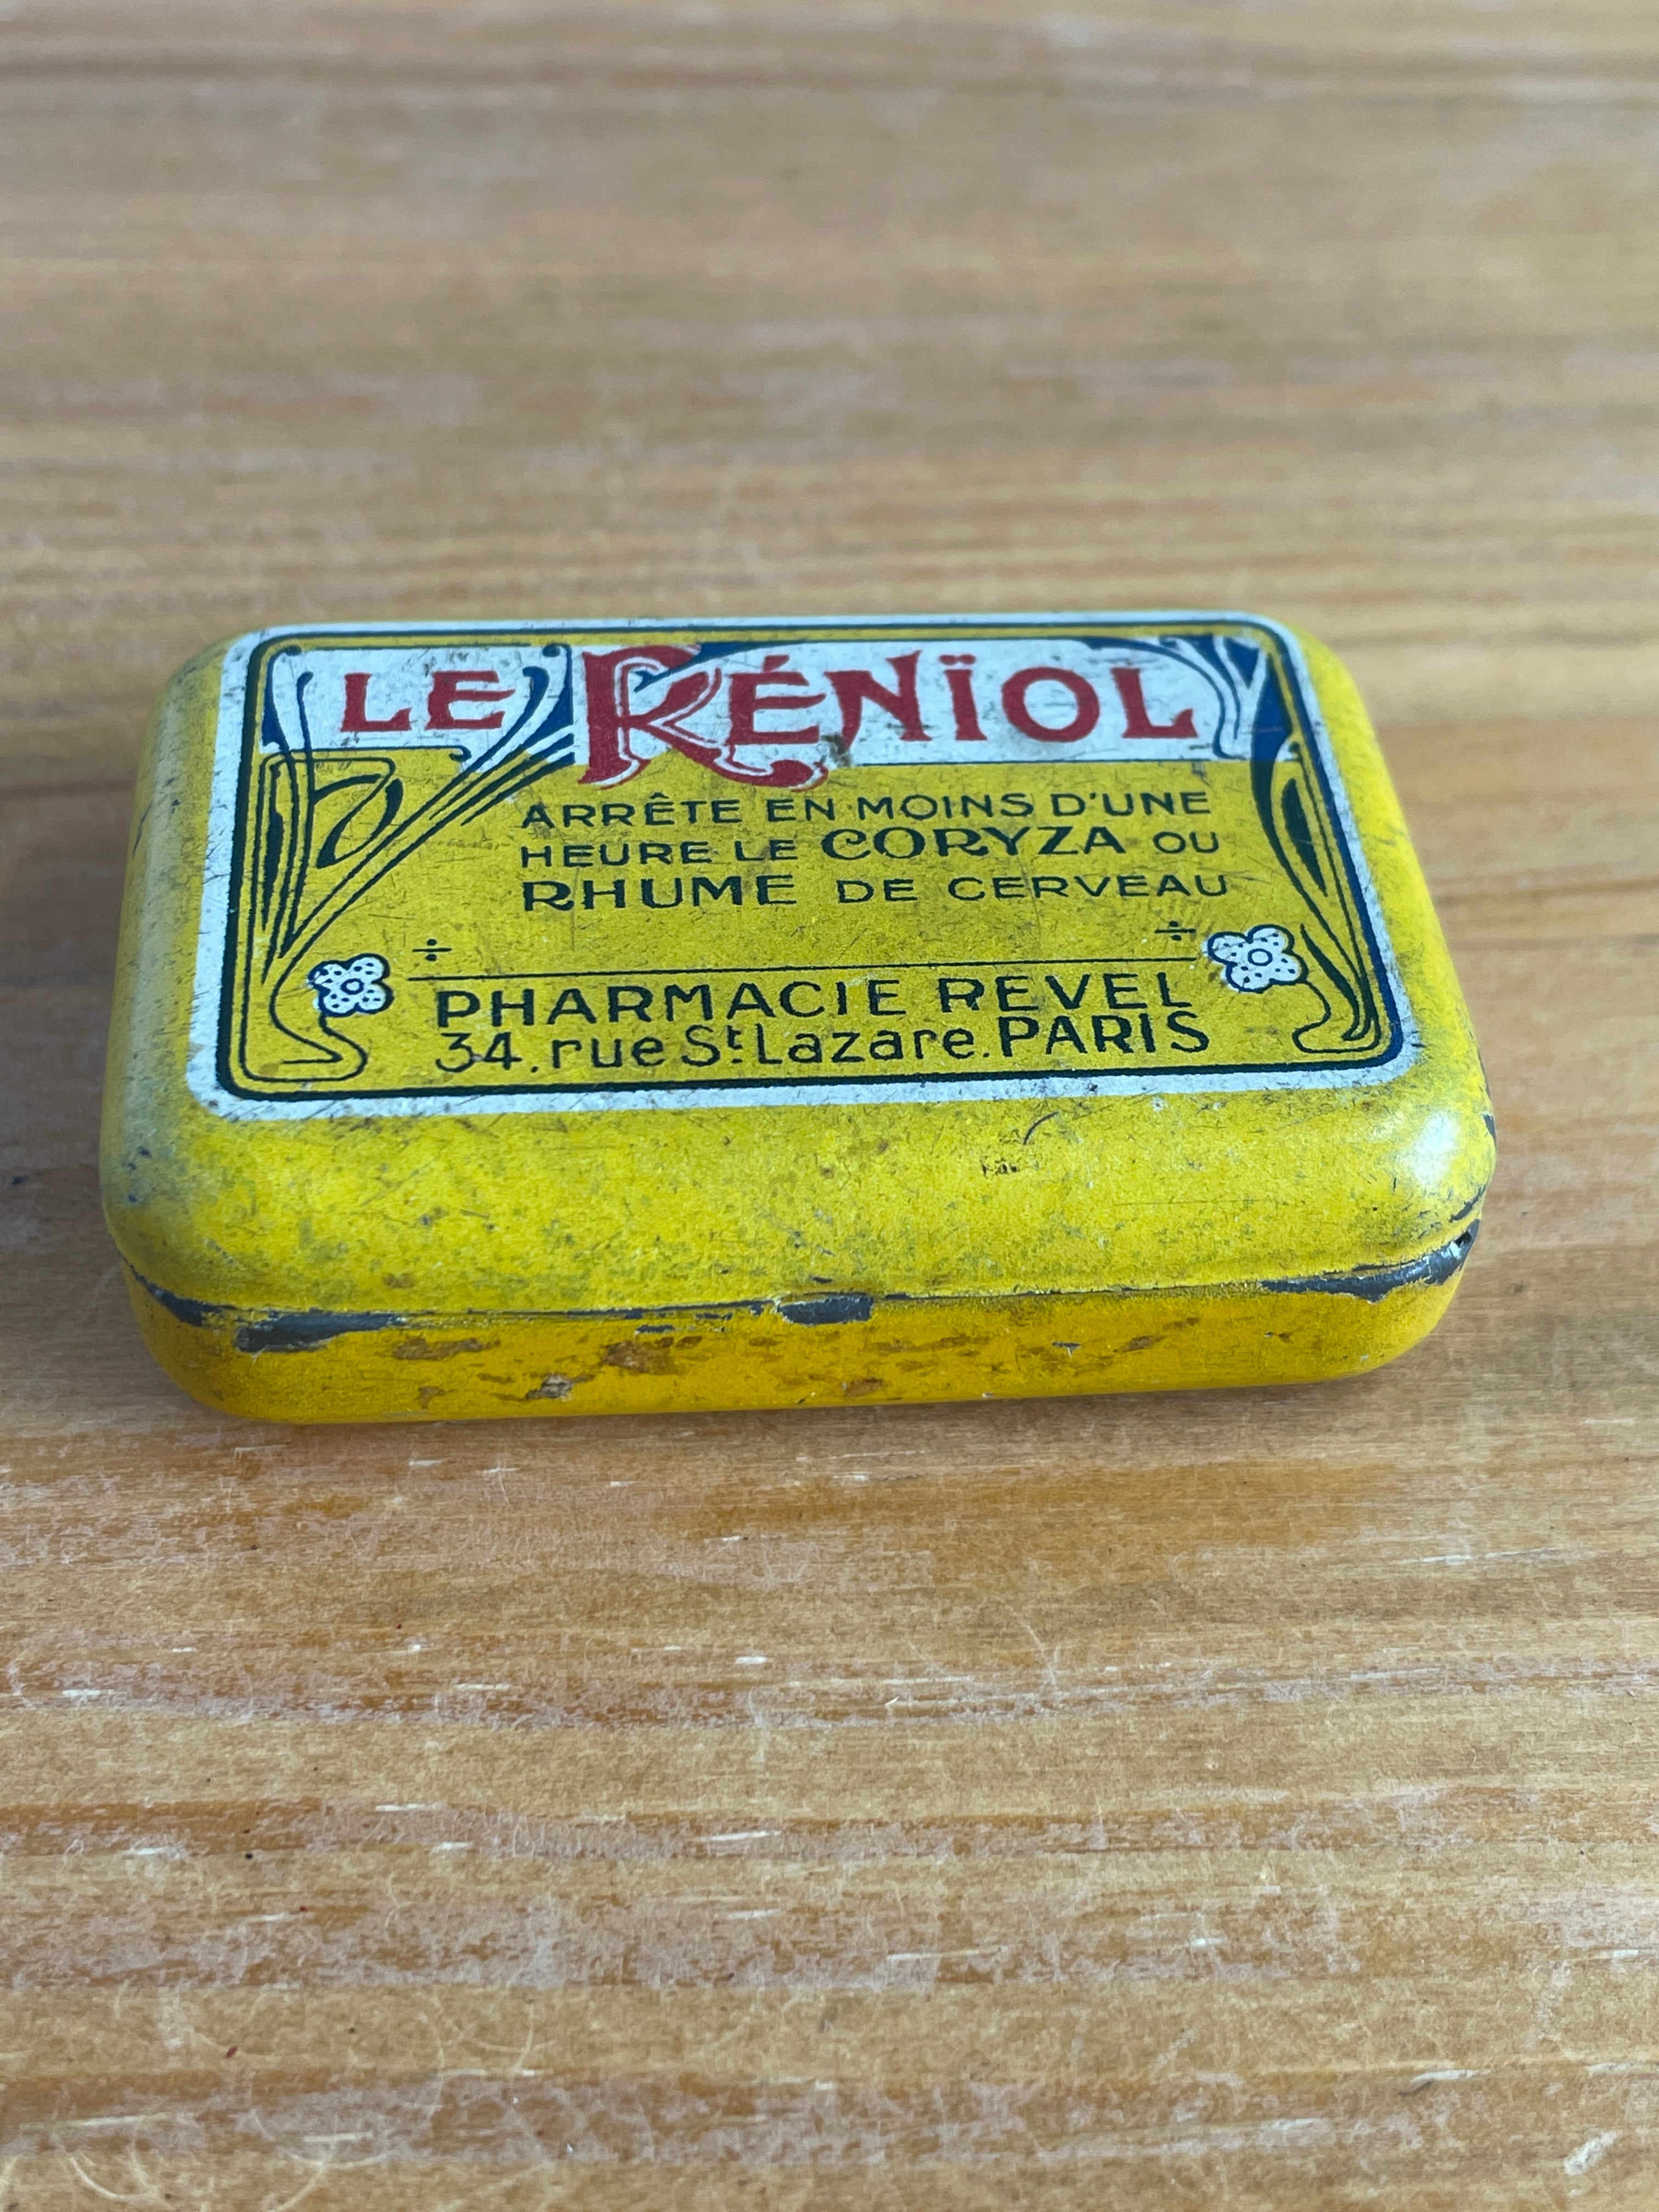 LE RÉNÏOL
ARRÊTE EN MOINS D'UNE
HEURE LE CORYZA OU
RHUME DE CERVEAU
÷ ÷
PHARMACIE REVEL
34. rue St. Lazare. PARIS